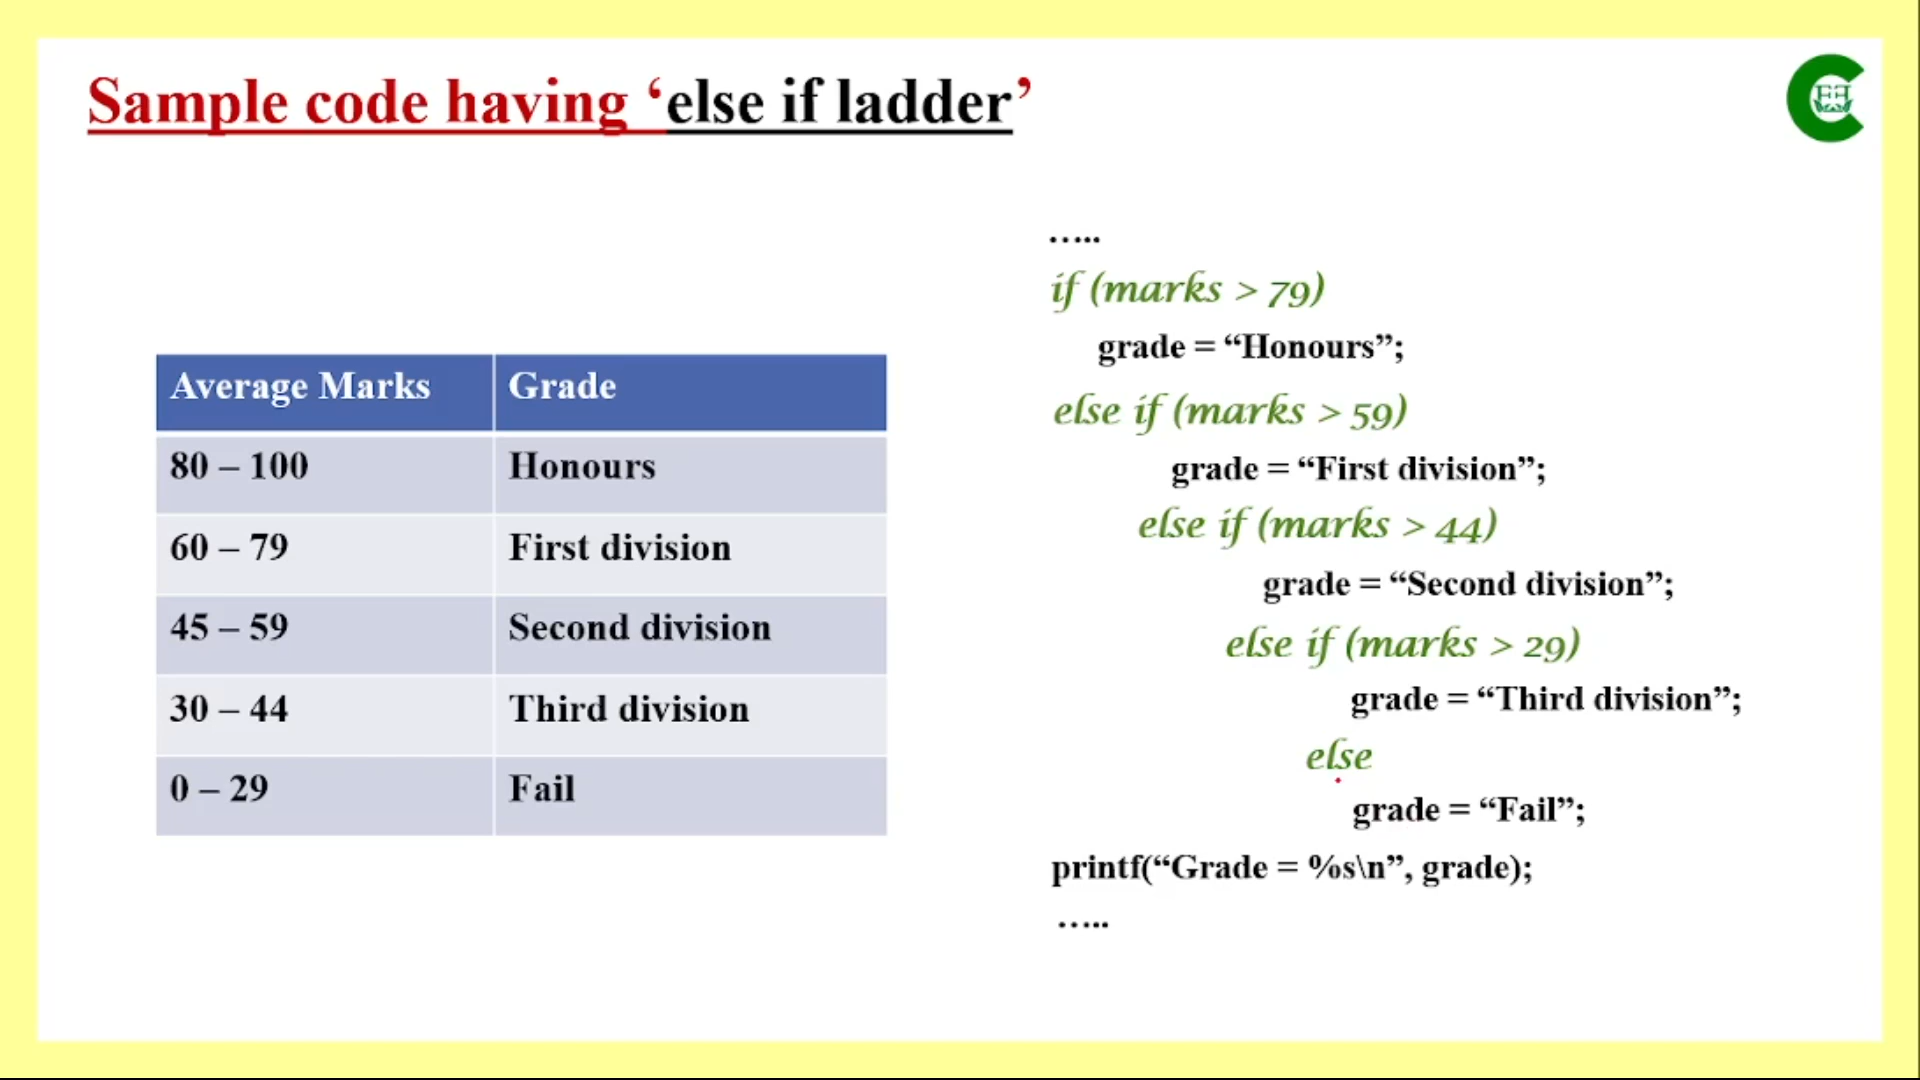 Sample code having ‘else if ladder’
Average Marks Grade
80 – 100 Honours
60 – 79 First division
45 – 59 Second division
30 – 44 Third division
0 – 29 Fail
…..
if (marks > 79)
grade = “Honours”;
else if (marks > 59)
grade = “First division”;
else if (marks > 44)
grade = “Second division”;
else if (marks > 29)
grade = “Third division”;
else
grade = “Fail”;
printf(“Grade = %s\n”, grade);
…..